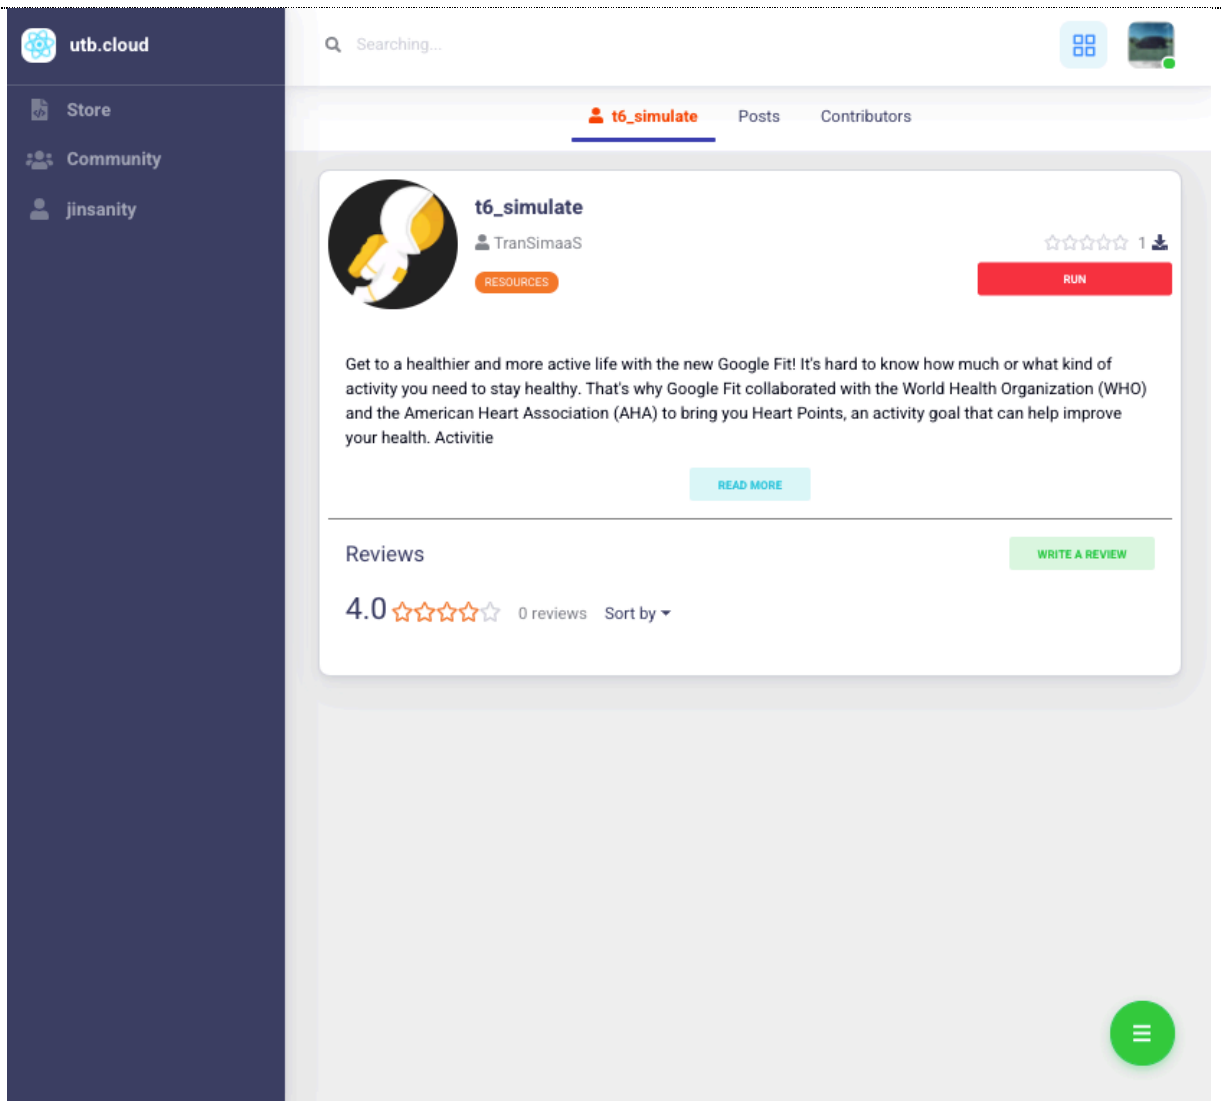 utb.cloud
Searching...
Store
Community
jinsanity
t6_simulate Posts Contributors
t6_simulate
TranSimaaS
1
RESOURCES
RUN
Get to a healthier and more active life with the new Google Fit! It's hard to know how much or what kind of
activity you need to stay healthy. That's why Google Fit collaborated with the World Health Organization (WHO)
and the American Heart Association (AHA) to bring you Heart Points, an activity goal that can help improve
your health. Activitie
READ MORE
Reviews
WRITE A REVIEW
4.0 0 reviews Sort by